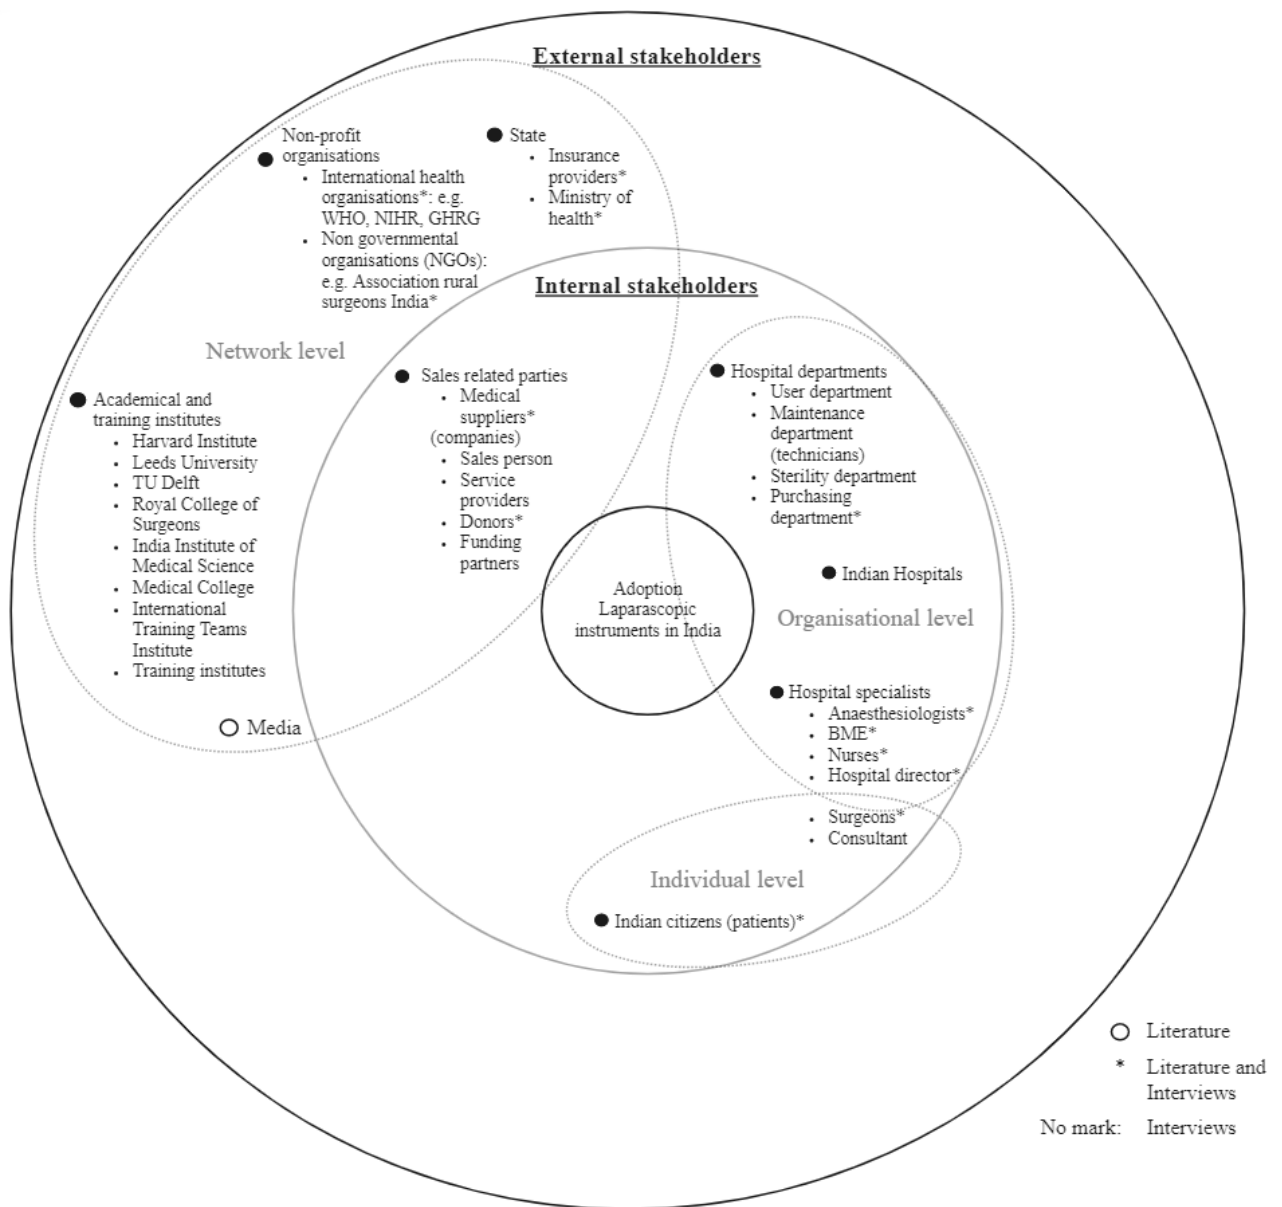 External stakeholders
Non-profit
organisations
• International health
organisations*: e.g.
WHO, NIHR, GHRG
• Non governmental
organisations (NGOs):
e.g. Association rural
surgeons India*
State
• Insurance
providers*
• Ministry of
health*
Internal stakeholders
Network level
Academical and
training institutes
• Harvard Institute
• Leeds University
• TU Delft
• Royal College of
Surgeons
• India Institute of
Medical Science
• Medical College
• International
Training Teams
Institute
• Training institutes
Media
Sales related parties
• Medical
suppliers*
(companies)
• Sales person
• Service
providers
• Donors*
• Funding
partners
Hospital departments
• User department
• Maintenance
department
(technicians)
• Sterility department
• Purchasing
department*
Adoption
Laparascopic
instruments in India
Indian Hospitals
Organisational level
Hospital specialists
• Anaesthesiologists*
• BME*
• Nurses*
• Hospital director*
• Surgeons*
• Consultant
Individual level
Indian citizens (patients)*
Literature
* Literature and
Interviews
No mark: Interviews